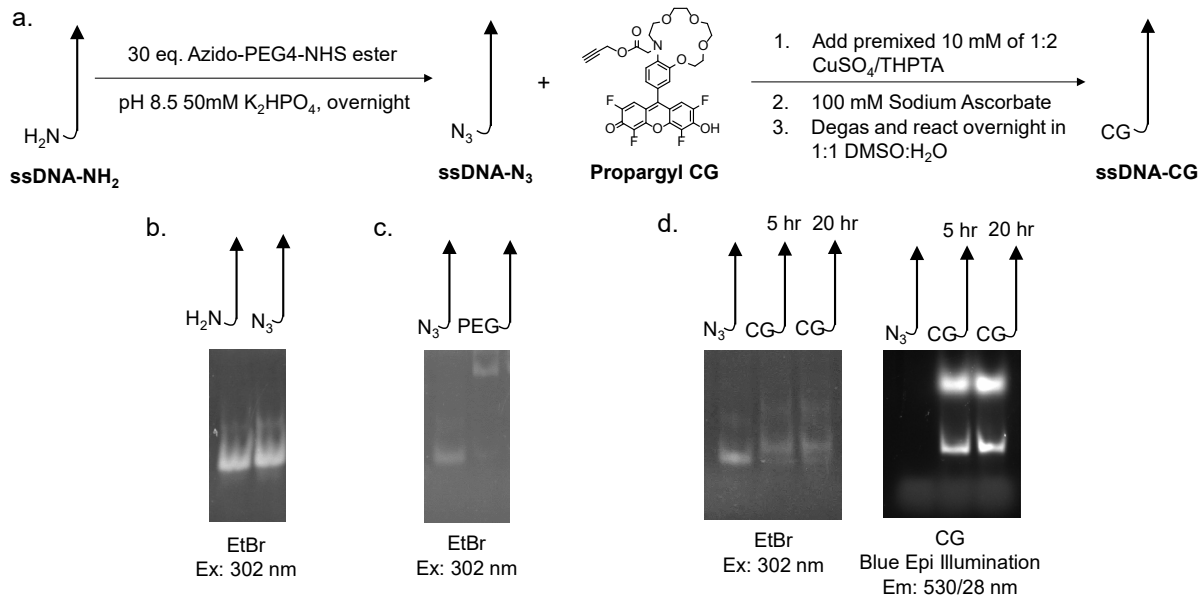 a.
30 eq. Azido-PEG4-NHS ester
pH 8.5 50mM K₂HPO₄, overnight
H₂N
ssDNA-NH₂
N₃
ssDNA-N₃
+
O
O
N
O
O
O
O
O
F
F
O
O
OH
F
F
Propargyl CG
1. Add premixed 10 mM of 1:2
CuSO₄/THPTA
2. 100 mM Sodium Ascorbate
3. Degas and react overnight in
1:1 DMSO:H₂O
CG
ssDNA-CG
b.
H₂N
N₃
EtBr
Ex: 302 nm
c.
N₃
PEG
EtBr
Ex: 302 nm
d.
5 hr 20 hr
N₃
CG
CG
EtBr
Ex: 302 nm
5 hr 20 hr
N₃
CG
CG
CG
Blue Epi Illumination
Em: 530/28 nm